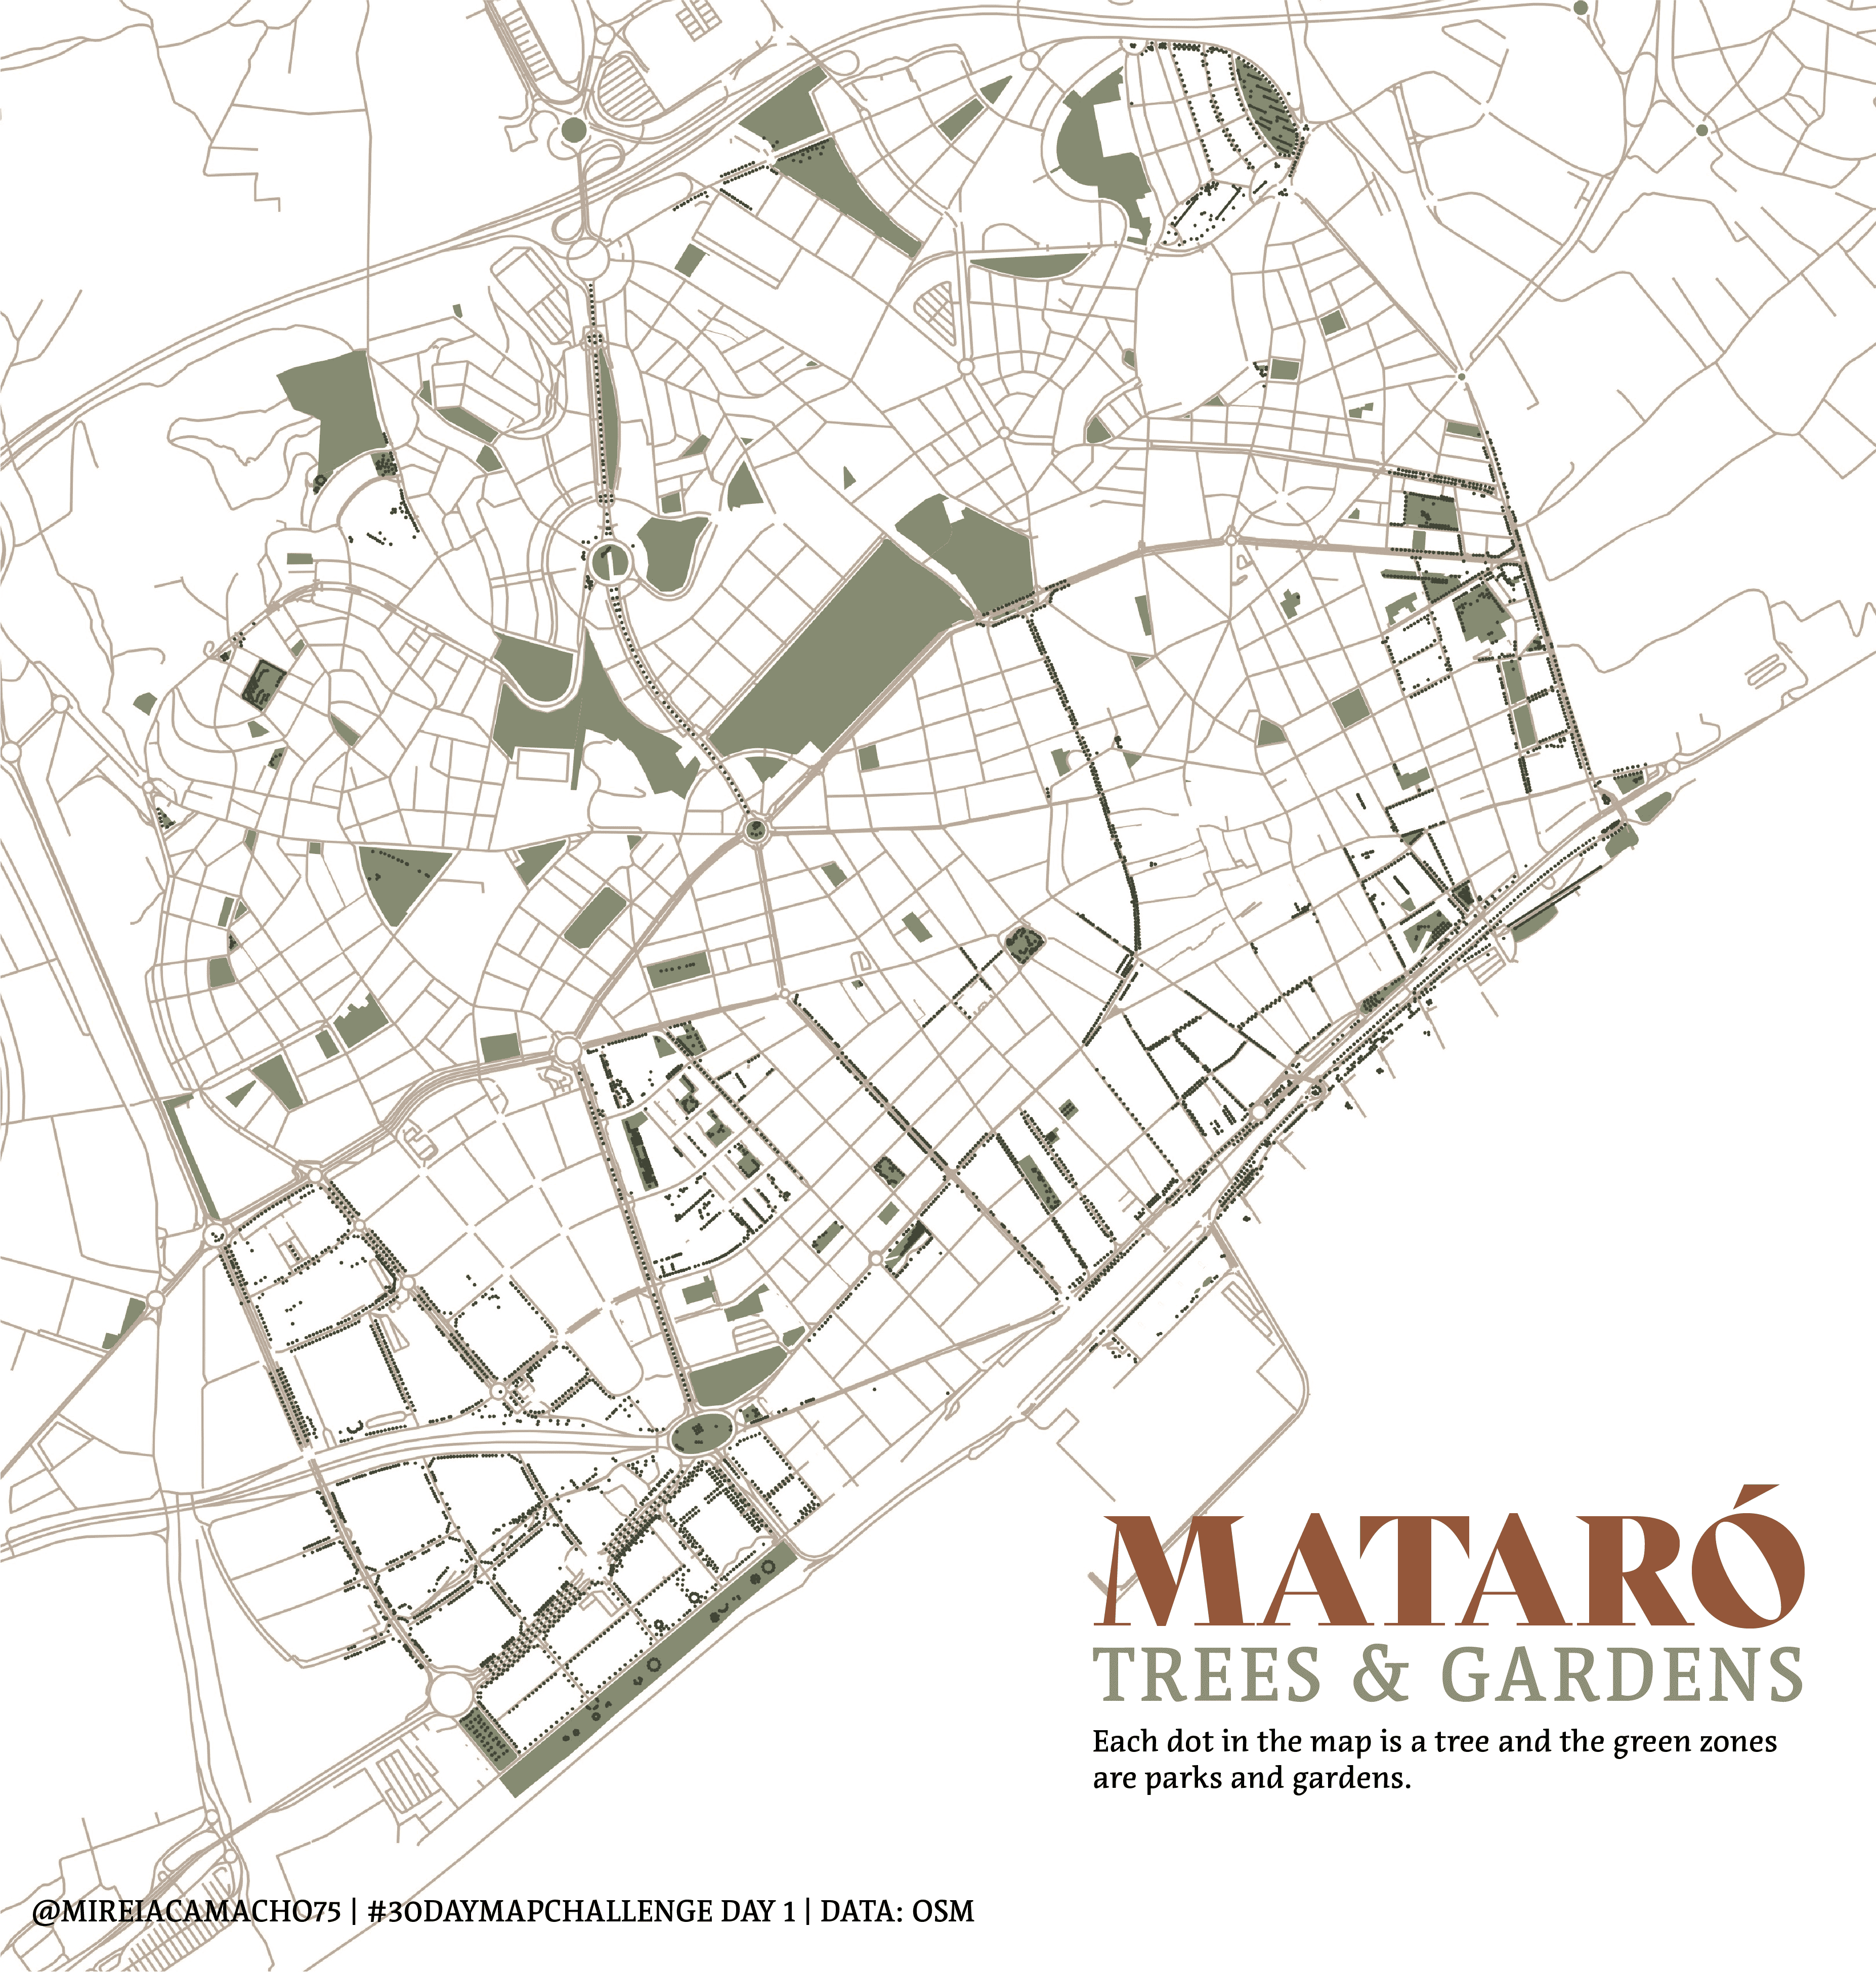 MATARÓ
TREES & GARDENS
Each dot in the map is a tree and the green zones
are parks and gardens.
@MIREIACAMACHO75 | #30DAYMAPCHALLENGE DAY 1 | DATA: OSM